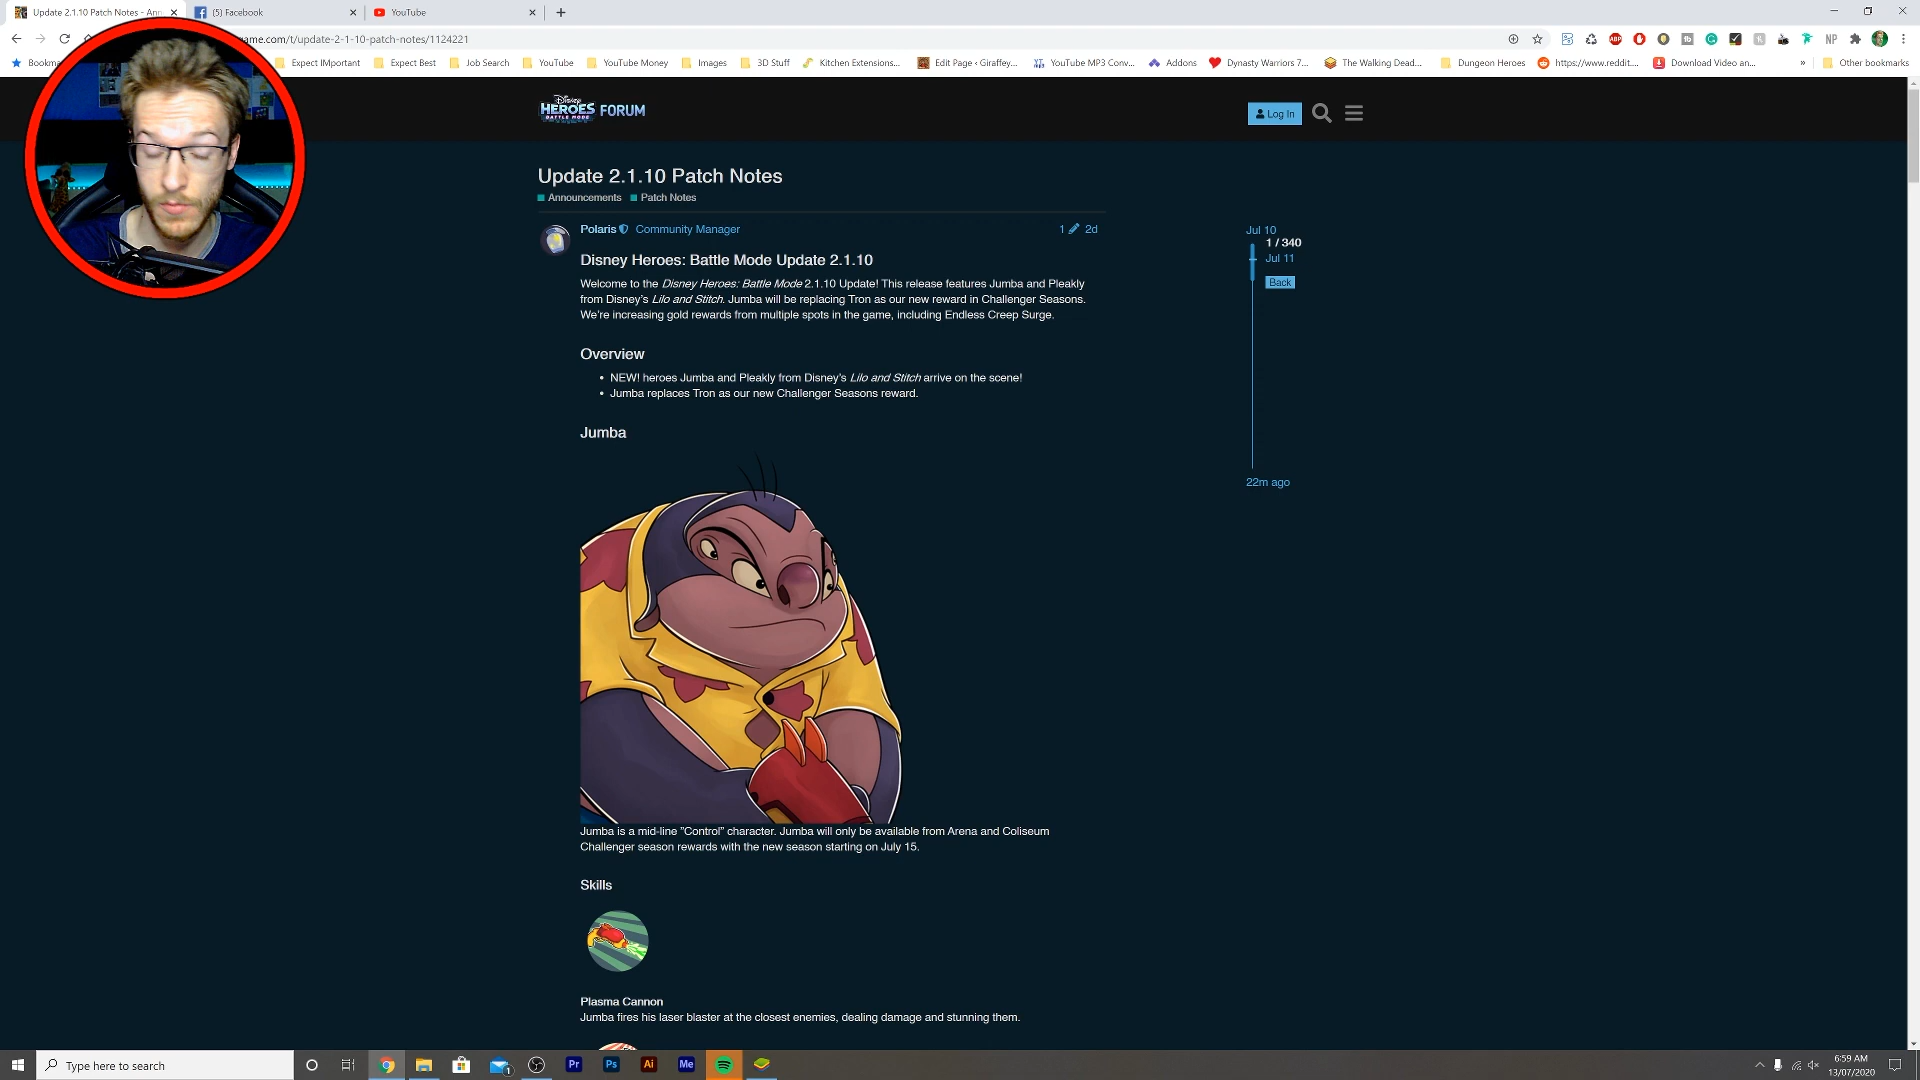 Update 2.1.10 Patch Notes - Ann
(5) Facebook
YouTube
game.com/t/update-2-1-10-patch-notes/1124221
ABP
NP
Expect IMportant
Expect Best
Job Search
YouTube
YouTube Money
Images
3D Stuff
Kitchen Extensions...
Edit Page ‹ Giraffey...
YouTube MP3 Conv...
Addons
Dynasty Warriors 7...
The Walking Dead...
Dungeon Heroes
https://www.reddit....
Download Video an...
»
Other bookmarks
Disney
HEROES
BATTLE MODE
FORUM
Log In
Update 2.1.10 Patch Notes
Announcements Patch Notes
Polaris Community Manager
1 2d
Jul 10
1 / 340
Jul 11
Back
22m ago
Disney Heroes: Battle Mode Update 2.1.10
Welcome to the Disney Heroes: Battle Mode 2.1.10 Update! This release features Jumba and Pleakly
from Disney's Lilo and Stitch. Jumba will be replacing Tron as our new reward in Challenger Seasons.
We're increasing gold rewards from multiple spots in the game, including Endless Creep Surge.
Overview
• NEW! heroes Jumba and Pleakly from Disney's Lilo and Stitch arrive on the scene!
• Jumba replaces Tron as our new Challenger Seasons reward.
Jumba
Jumba is a mid-line "Control" character. Jumba will only be available from Arena and Coliseum
Challenger season rewards with the new season starting on July 15.
Skills
Plasma Cannon
Jumba fires his laser blaster at the closest enemies, dealing damage and stunning them.
Type here to search
1
Pr
Ps
Ai
Me
6:59 AM
13/07/2020